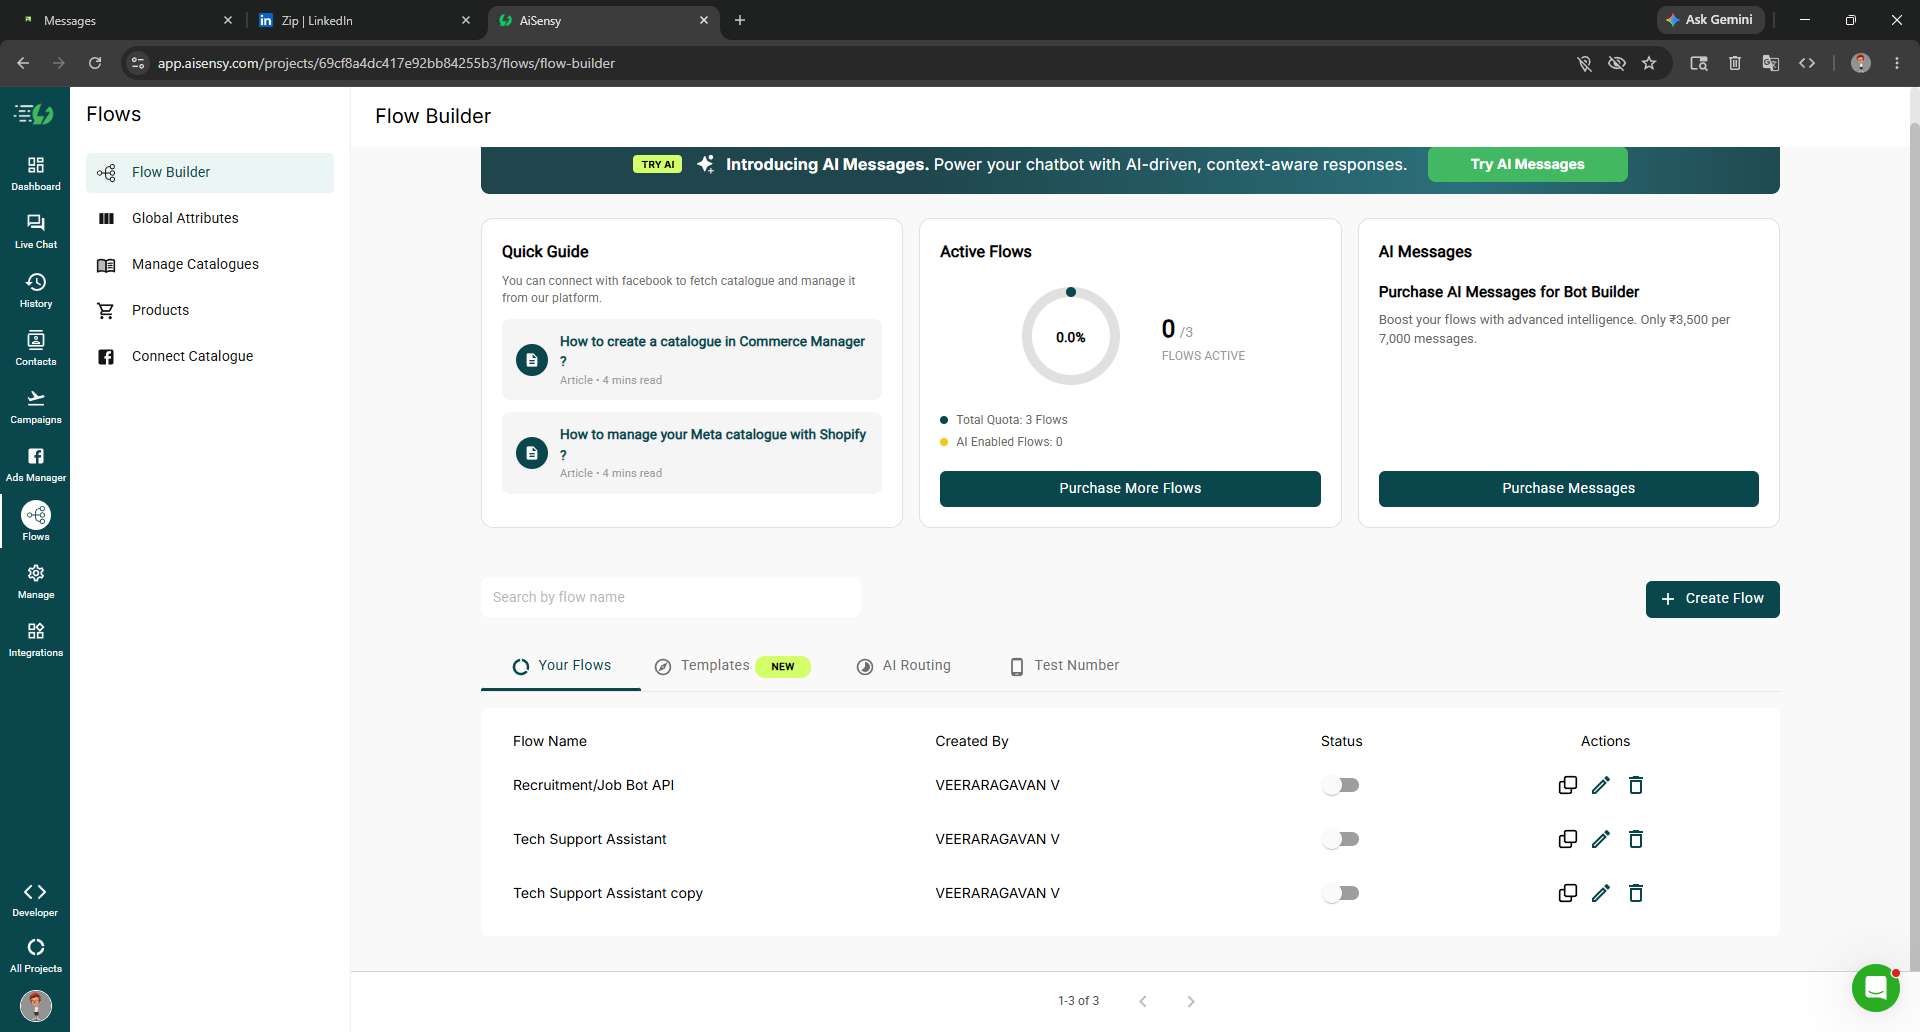 Messages
Zip | LinkedIn
AiSensy
Ask Gemini
app.aisensy.com/projects/69cf8a4dc417e92bb84255b3/flows/flow-builder
Dashboard
Live Chat
History
Contacts
Campaigns
Ads Manager
Flows
Manage
Integrations
Developer
All Projects
Flows
Flow Builder
Global Attributes
Manage Catalogues
Products
Connect Catalogue
Flow Builder
TRY AI Introducing AI Messages. Power your chatbot with AI-driven, context-aware responses. Try AI Messages
Quick Guide
You can connect with facebook to fetch catalogue and manage it
from our platform.
How to create a catalogue in Commerce Manager
?
Article • 4 mins read
How to manage your Meta catalogue with Shopify
?
Article • 4 mins read
Active Flows
0.0%
0 /3
FLOWS ACTIVE
Total Quota: 3 Flows
AI Enabled Flows: 0
Purchase More Flows
AI Messages
Purchase AI Messages for Bot Builder
Boost your flows with advanced intelligence. Only ₹3,500 per
7,000 messages.
Purchase Messages
Search by flow name
+ Create Flow
Your Flows Templates NEW AI Routing Test Number
Flow Name Created By Status Actions
Recruitment/Job Bot API VEERARAGAVAN V
Tech Support Assistant VEERARAGAVAN V
Tech Support Assistant copy VEERARAGAVAN V
1-3 of 3